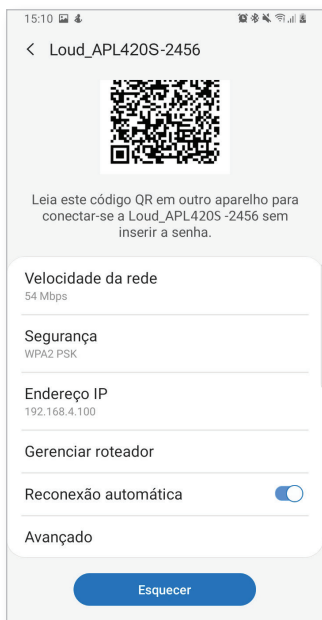 15:10
Loud_APL420S-2456
Leia este código QR em outro aparelho para
conectar-se a Loud_APL420S -2456 sem
inserir a senha.
Velocidade da rede
54 Mbps
Segurança
WPA2 PSK
Endereço IP
192.168.4.100
Gerenciar roteador
Reconexão automática
Avançado
Esquecer